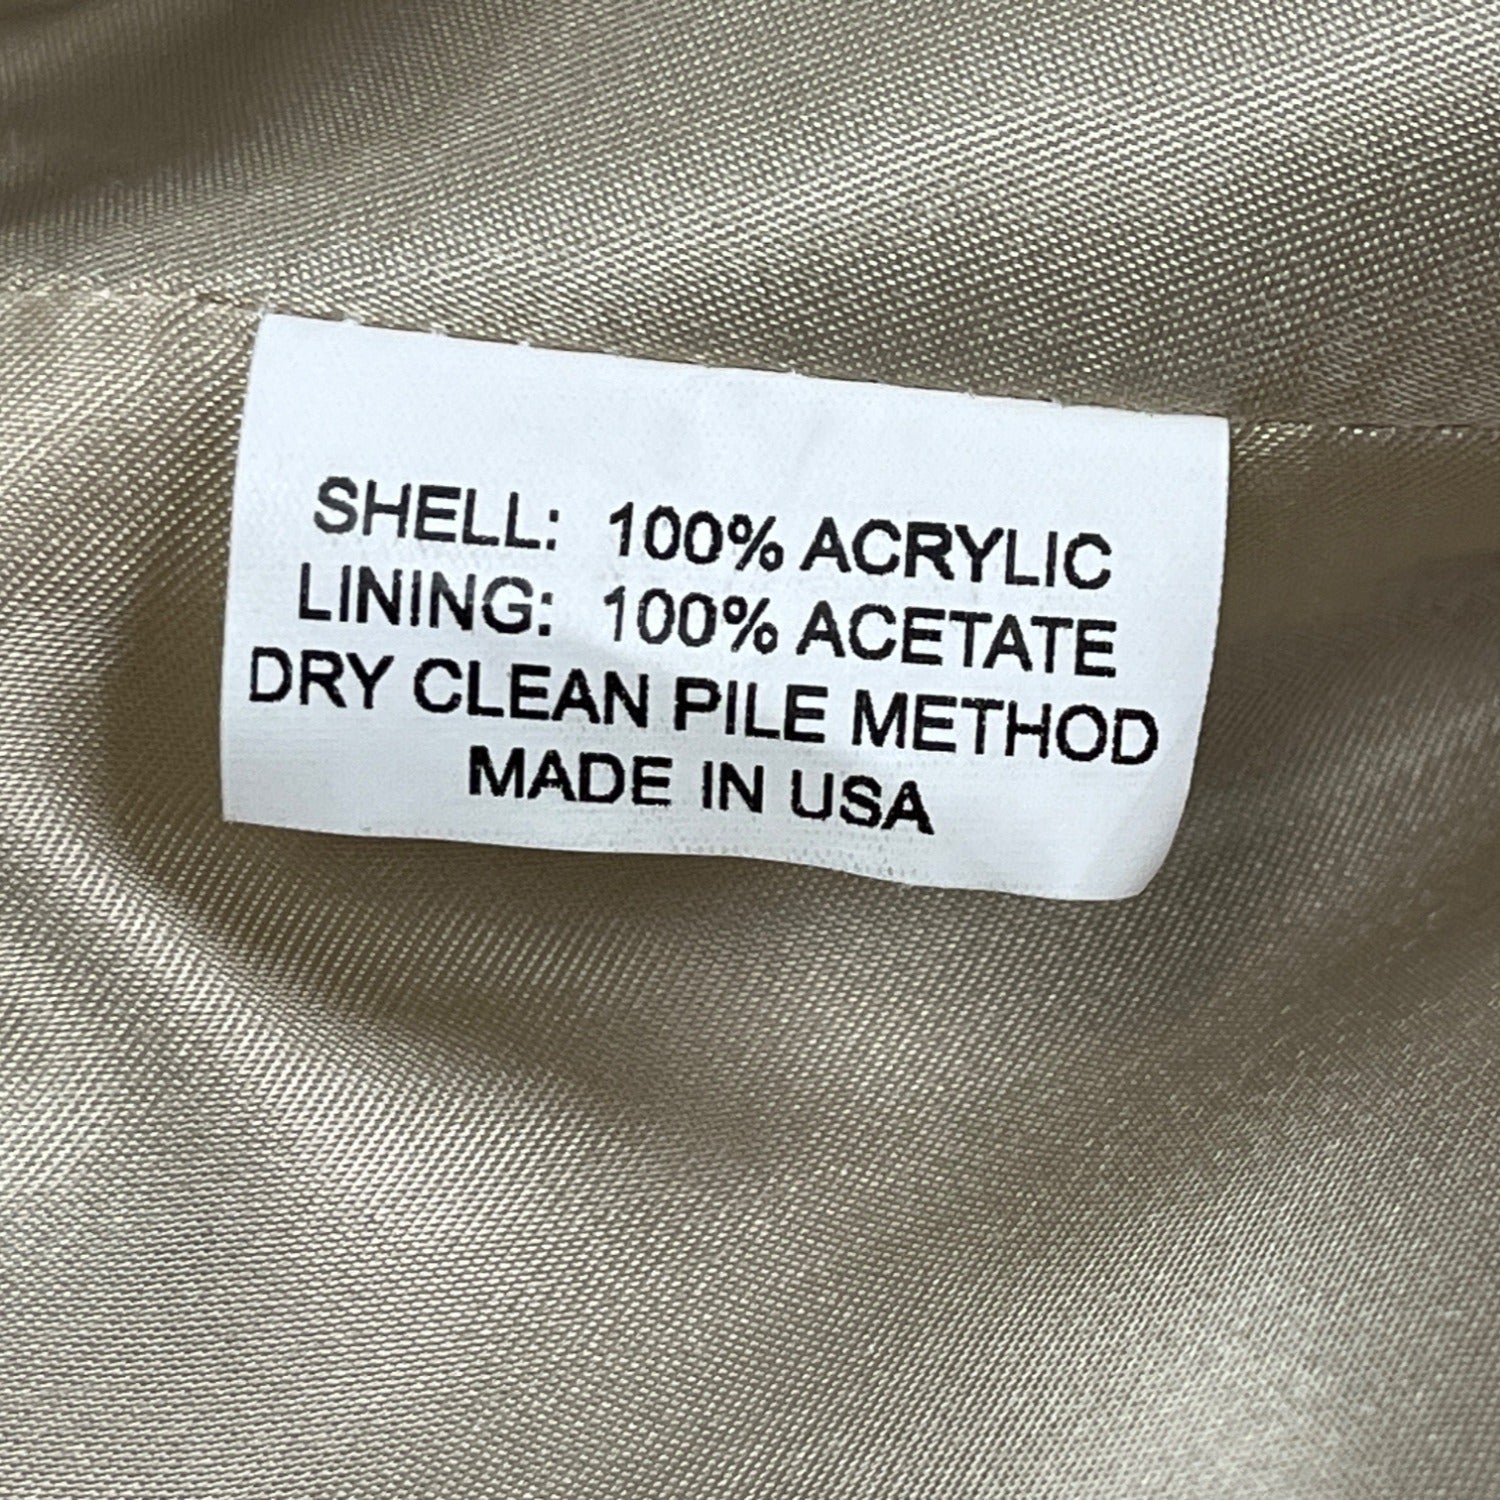 SHELL: 100% ACRYLIC
LINING: 100% ACETATE
DRY CLEAN PILE METHOD
MADE IN USA